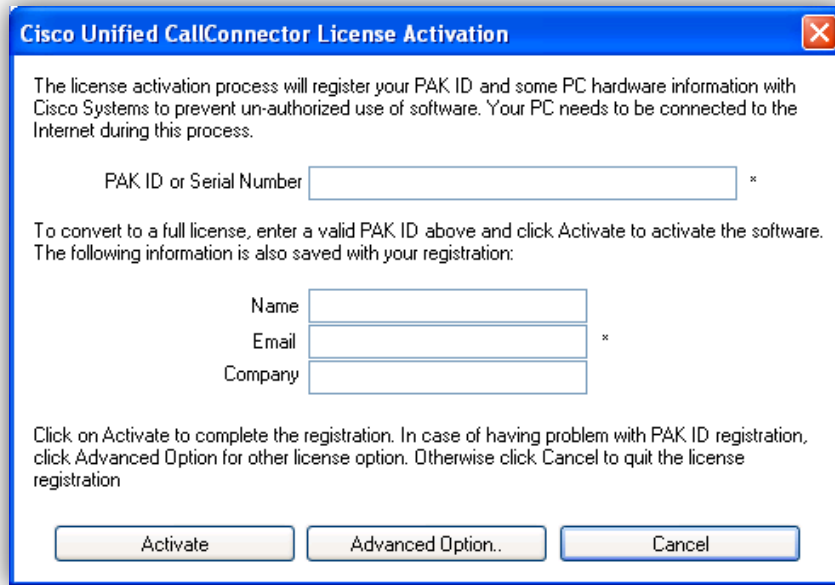 Cisco Unified CallConnector License Activation
The license activation process will register your PAK ID and some PC hardware information with
Cisco Systems to prevent un-authorized use of software. Your PC needs to be connected to the
Internet during this process.
PAK ID or Serial Number *
To convert to a full license, enter a valid PAK ID above and click Activate to activate the software.
The following information is also saved with your registration:
Name
Email *
Company
Click on Activate to complete the registration. In case of having problem with PAK ID registration,
click Advanced Option for other license option. Otherwise click Cancel to quit the license
registration
Activate Advanced Option.. Cancel